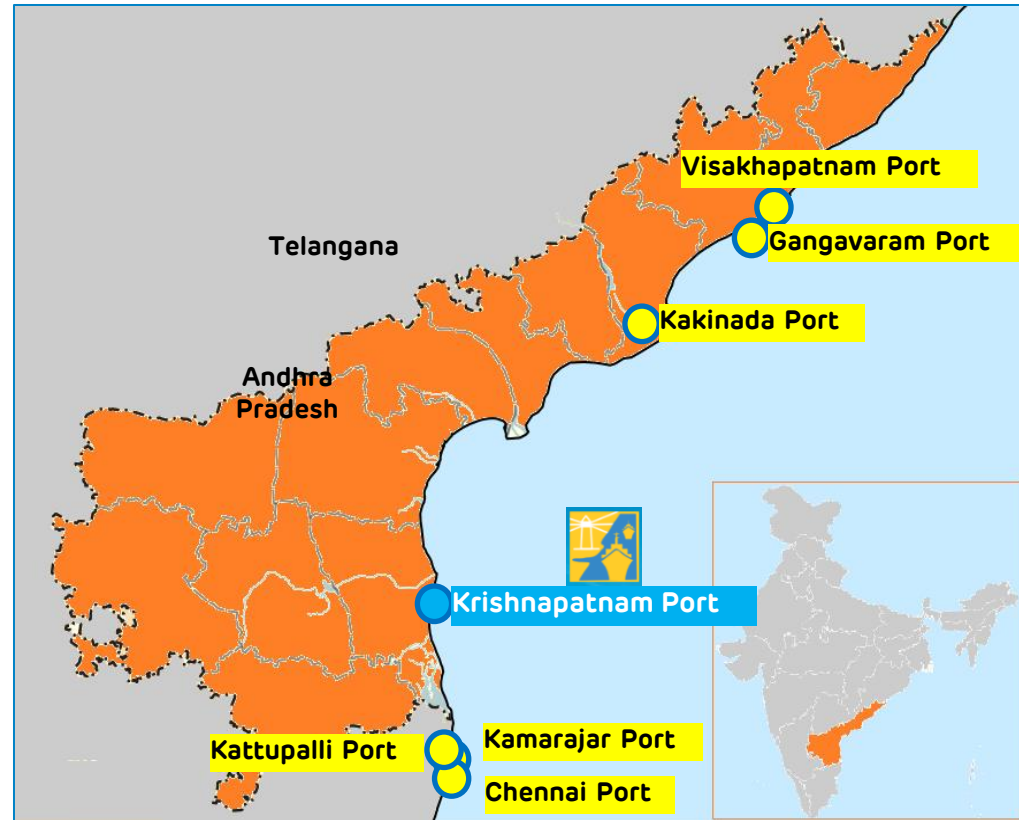 Visakhapatnam Port
Gangavaram Port
Telangana
Kakinada Port
Andhra
Pradesh
Krishnapatnam Port
Kattupalli Port
Kamarajar Port
Chennai Port